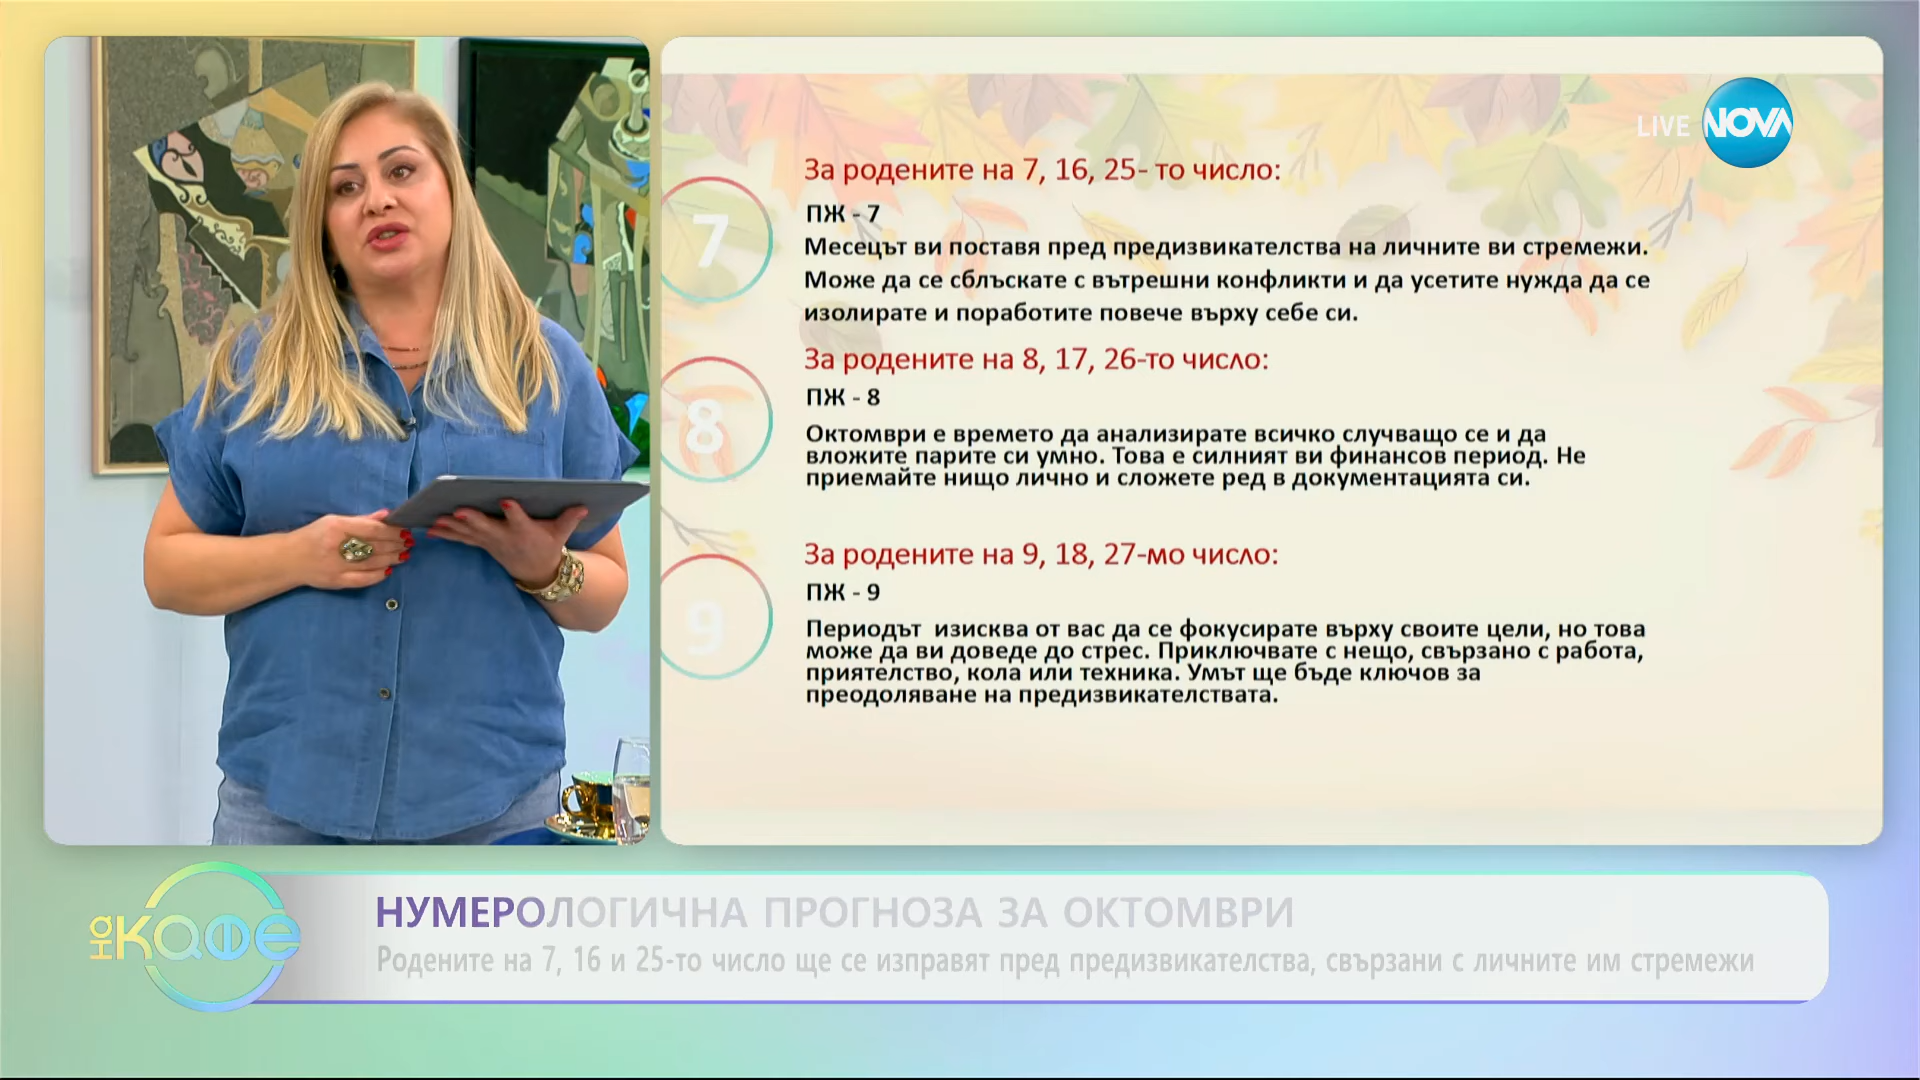 LIVE NOVA
За родените на 7, 16, 25- то число:
7
ПЖ - 7
Месецът ви поставя пред предизвикателства на личните ви стремежи.
Може да се сблъскате с вътрешни конфликти и да усетите нужда да се
изолирате и поработите повече върху себе си.
За родените на 8, 17, 26-то число:
8
ПЖ - 8
Октомври е времето да анализирате всичко случващо се и да
вложите парите си умно. Това е силният ви финансов период. Не
приемайте нищо лично и сложете ред в документацията си.
За родените на 9, 18, 27-мо число:
9
ПЖ - 9
Периодът  изисква от вас да се фокусирате върху своите цели, но това
може да ви доведе до стрес. Приключвате с нещо, свързано с работа,
приятелство, кола или техника. Умът ще бъде ключов за
преодоляване на предизвикателствата.
на кафе
НУМЕРОЛОГИЧНА ПРОГНОЗА ЗА ОКТОМВРИ
Родените на 7, 16 и 25-то число ще се изправят пред предизвикателства, свързани с личните им стремежи